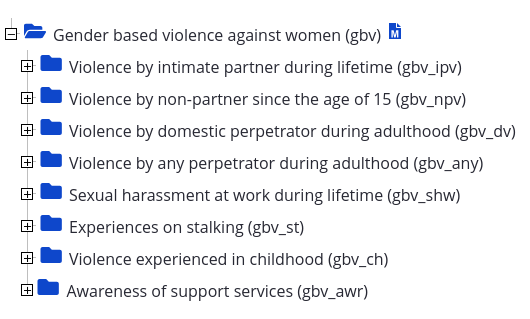 Gender based violence against women (gbv) M
Violence by intimate partner during lifetime (gbv_ipv)
Violence by non-partner since the age of 15 (gbv_npv)
Violence by domestic perpetrator during adulthood (gbv_dv)
Violence by any perpetrator during adulthood (gbv_any)
Sexual harassment at work during lifetime (gbv_shw)
Experiences on stalking (gbv_st)
Violence experienced in childhood (gbv_ch)
Awareness of support services (gbv_awr)